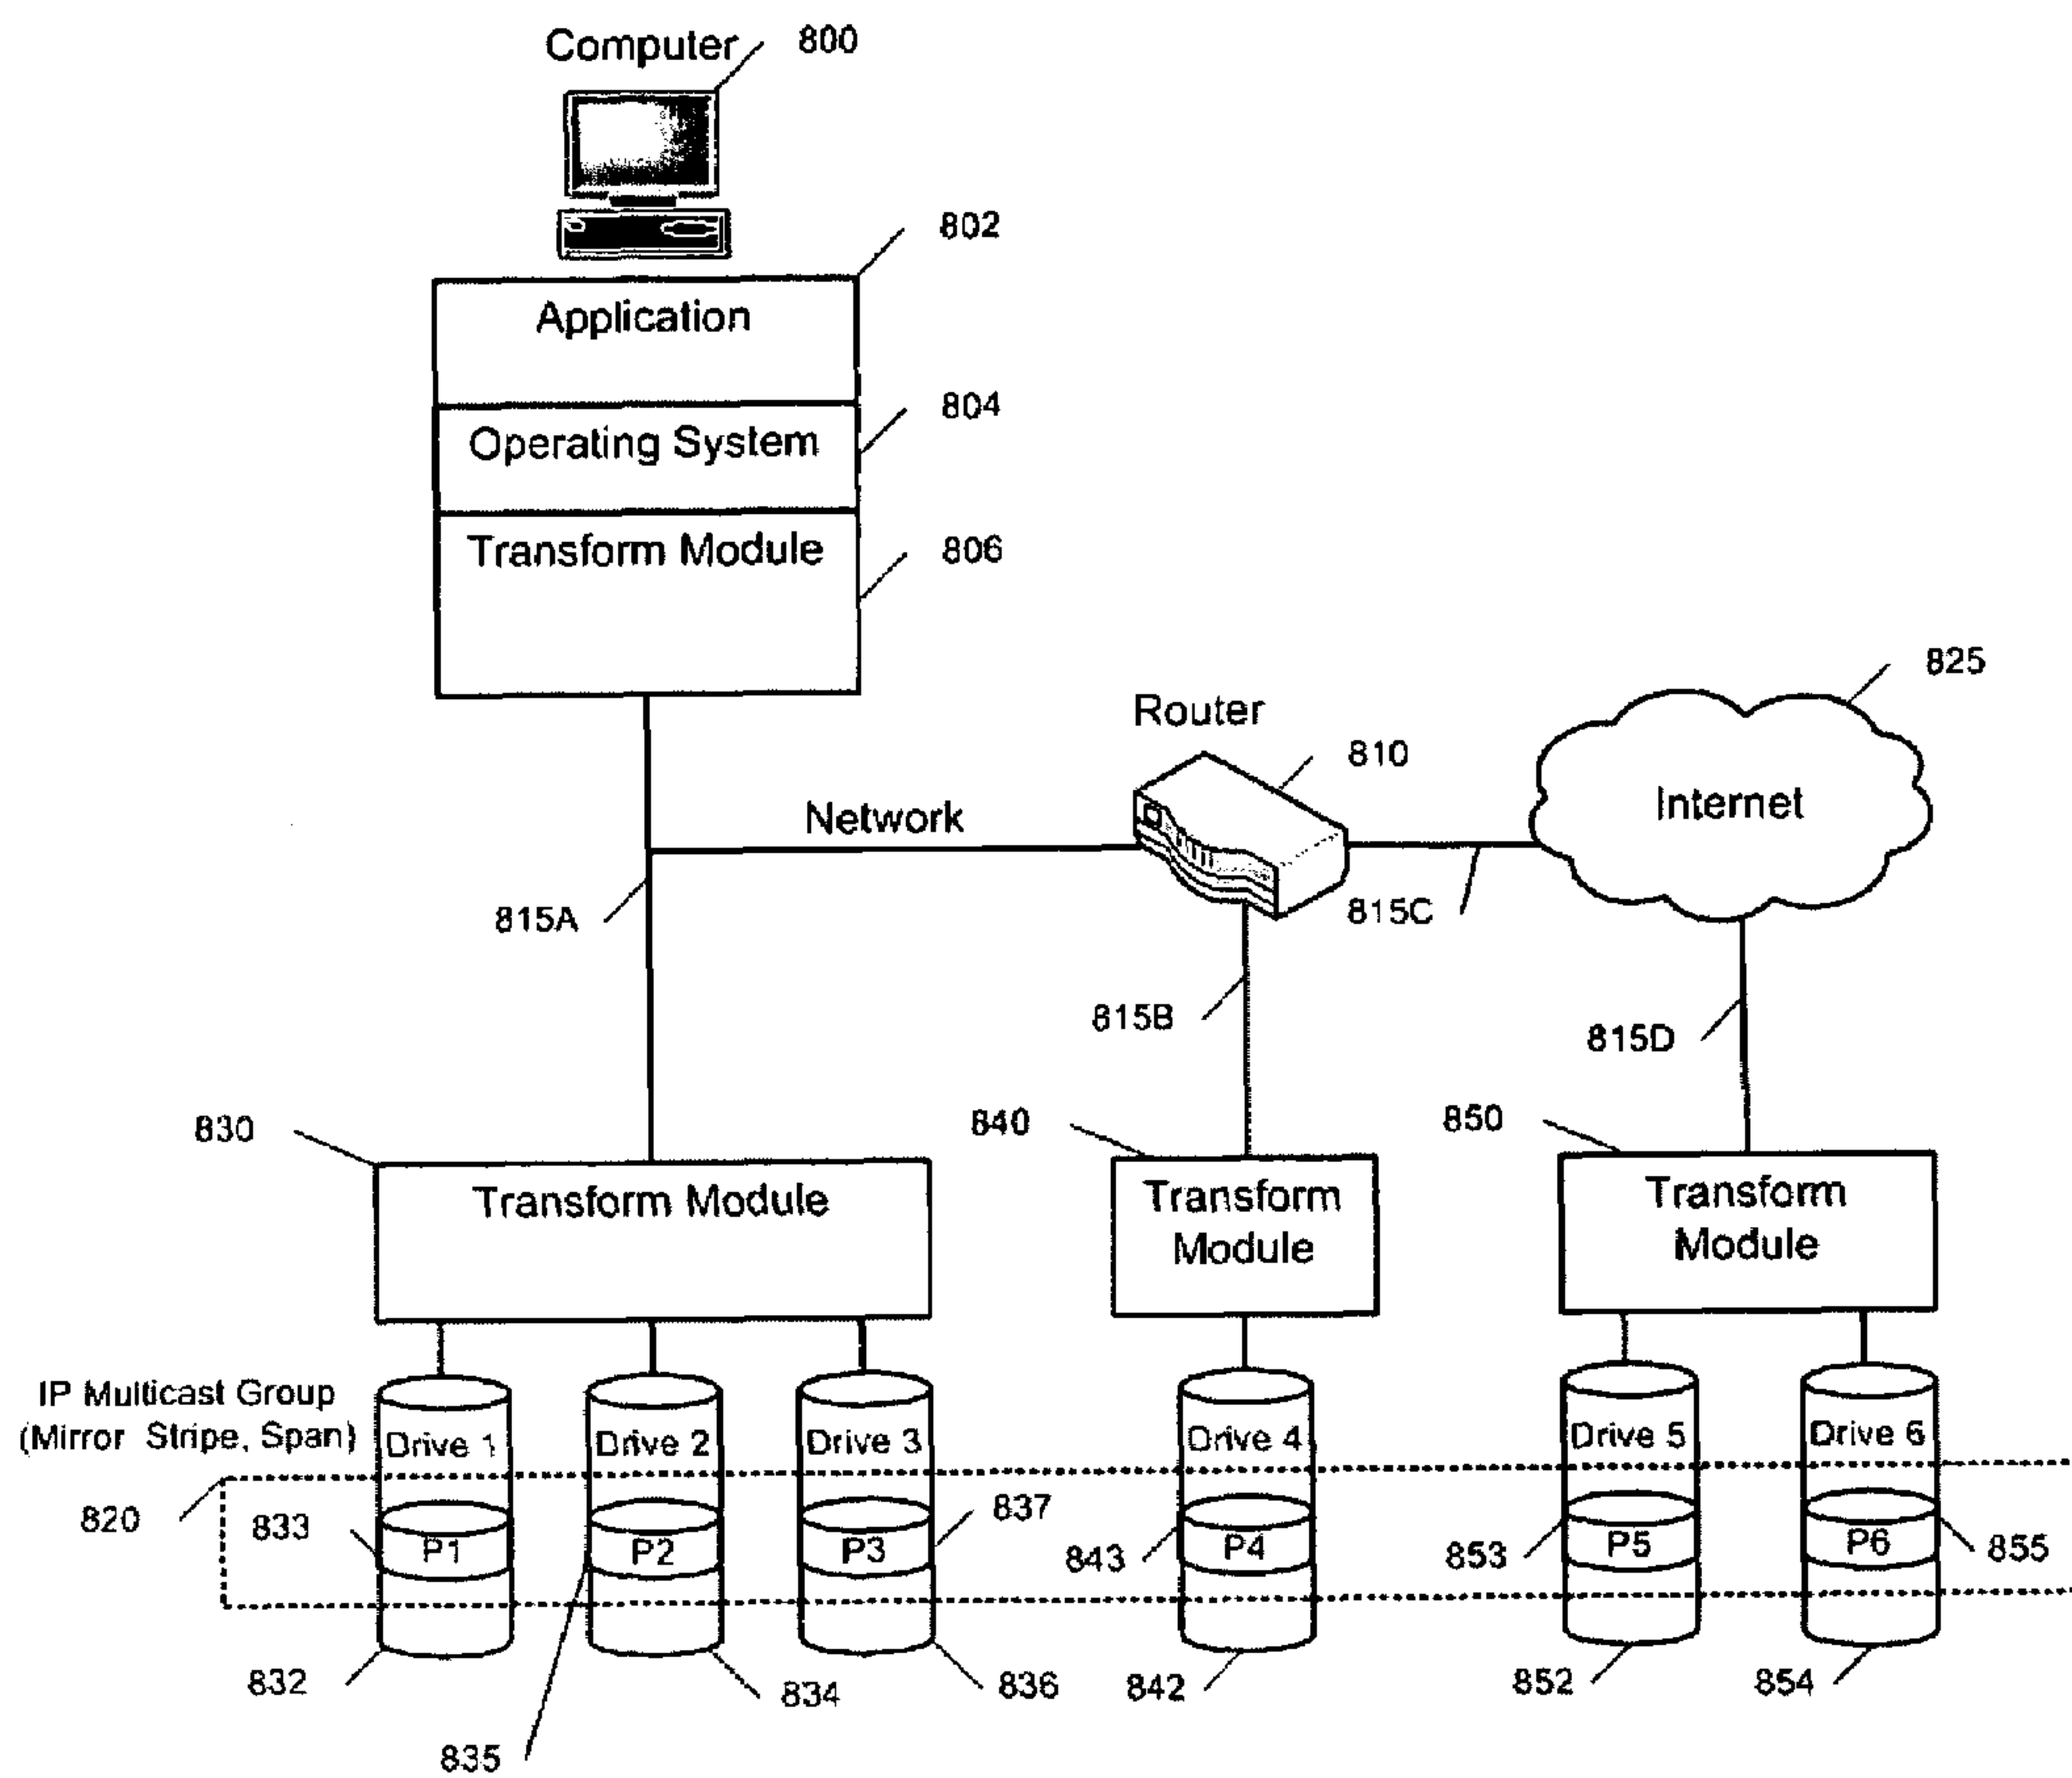 Computer
800
802
Application
804
Operating System
Transform Module
806
825
Router
810
Internet
Network
815A
815C
815B
815D
830
840
850
Transform Module
Transform
Module
Transform
Module
IP Multicast Group
(Mirror Stripe, Span)
Drive 1
Drive 2
Drive 3
Drive 4
Drive 5
Drive 6
820
833
837
843
853
855
P1
P2
P3
P4
P5
P6
832
834
836
842
852
854
835